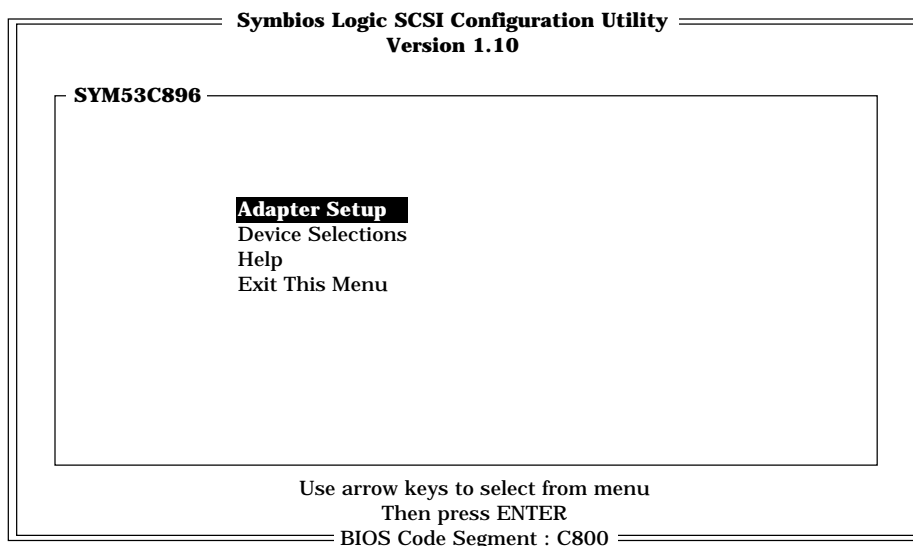 Symbios Logic SCSI Configuration Utility
Version 1.10
SYM53C896
Adapter Setup
Device Selections
Help
Exit This Menu
Use arrow keys to select from menu
Then press ENTER
BIOS Code Segment : C800